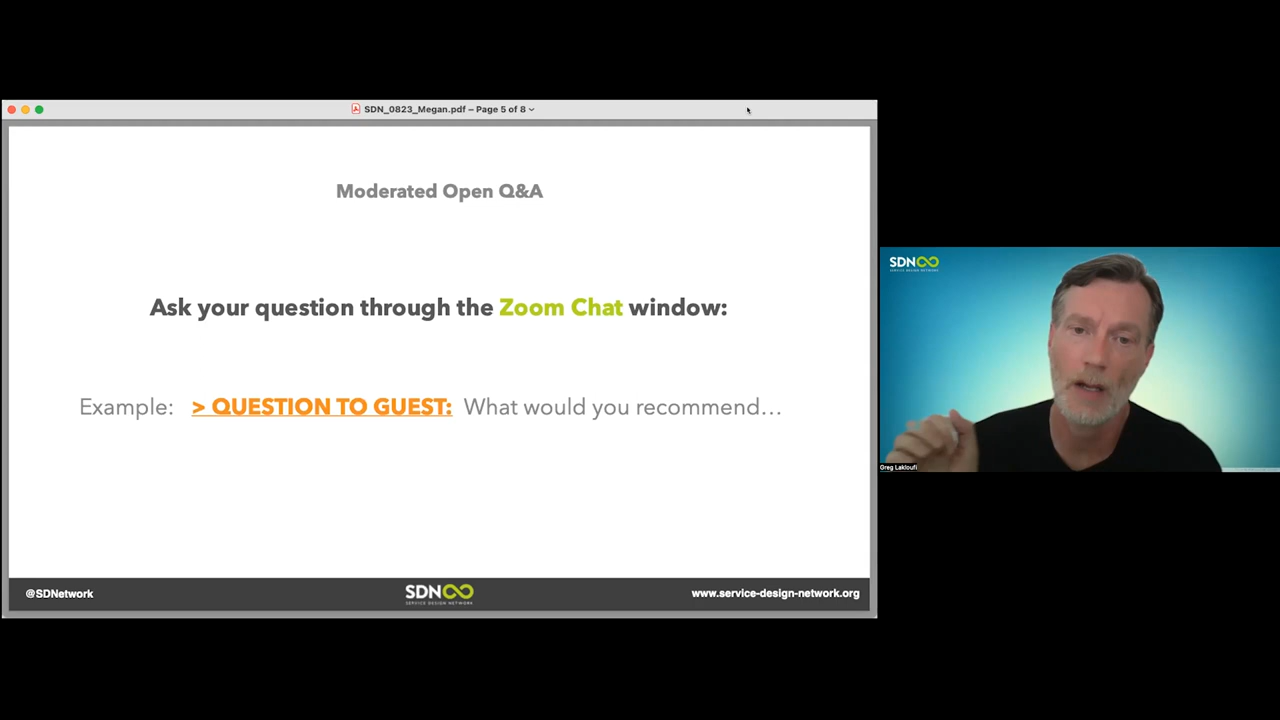 SDN_0823_Megan.pdf – Page 5 of 8
Moderated Open Q&A
Ask your question through the Zoom Chat window:
Example: > QUESTION TO GUEST: What would you recommend…
@SDNetwork
SDN
SERVICE DESIGN NETWORK
www.service-design-network.org
SDN
SERVICE DESIGN NETWORK
Greg Lakloufi